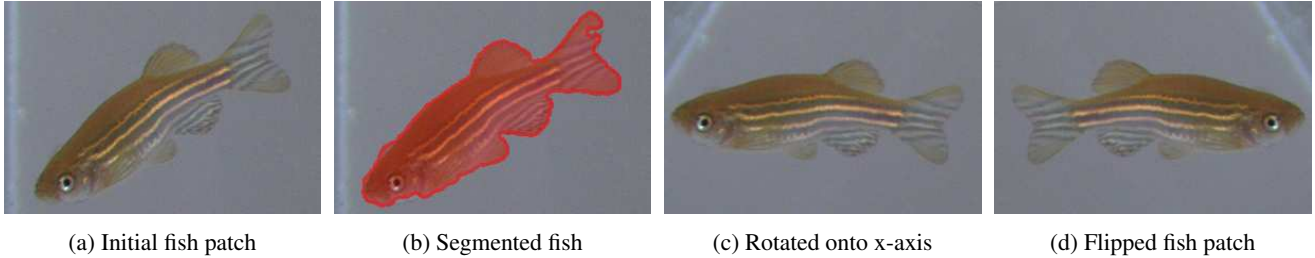 (a) Initial fish patch
(b) Segmented fish
(c) Rotated onto x-axis
(d) Flipped fish patch